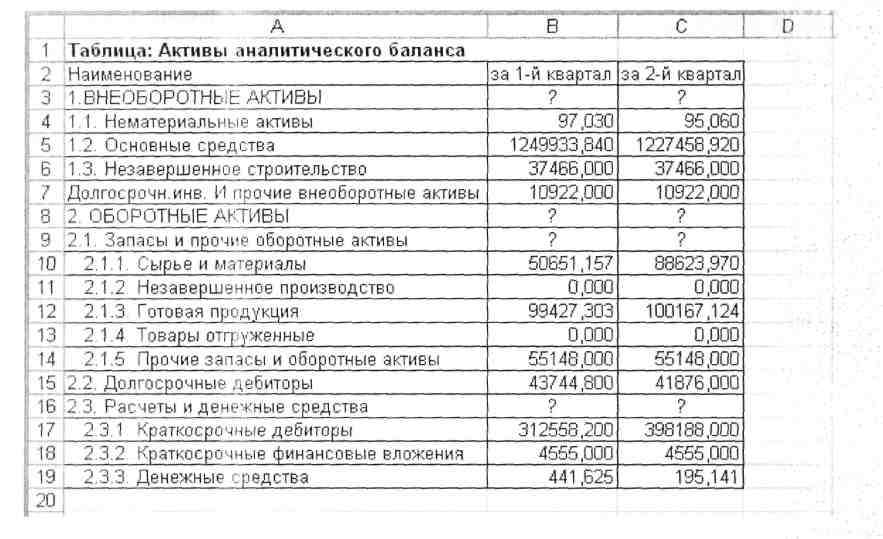 A B C D
1 Таблица: Активы аналитического баланса
2 Наименование за 1-й квартал за 2-й квартал
3 1.ВНЕОБОРОТНЫЕ АКТИВЫ ? ?
4 1.1. Нематериальные активы 97,030 95,060
5 1.2. Основные средства 1249933,840 1227458,920
6 1.3. Незавершенное строительство 37466,000 37466,000
7 Долгосрочн.инв. И прочие внеоборотные активы 10922,000 10922,000
8 2. ОБОРОТНЫЕ АКТИВЫ ? ?
9 2.1. Запасы и прочие оборотные активы ? ?
10 2.1.1. Сырье и материалы 50651,157 88623,970
11 2.1.2 Незавершенное производство 0,000 0,000
12 2.1.3. Готовая продукция 99427,303 100167,124
13 2.1.4 Товары отгруженные 0,000 0,000
14 2.1.5 Прочие запасы и оборотные активы 55148,000 55148,000
15 2.2. Долгосрочные дебиторы 43744,800 41876,000
16 2.3. Расчеты и денежные средства ? ?
17 2.3.1. Краткосрочные дебиторы 312558,200 398188,000
18 2.3.2 Краткосрочные финансовые вложения 4555,000 4555,000
19 2.3.3. Денежные средства 441,625 195,141
20